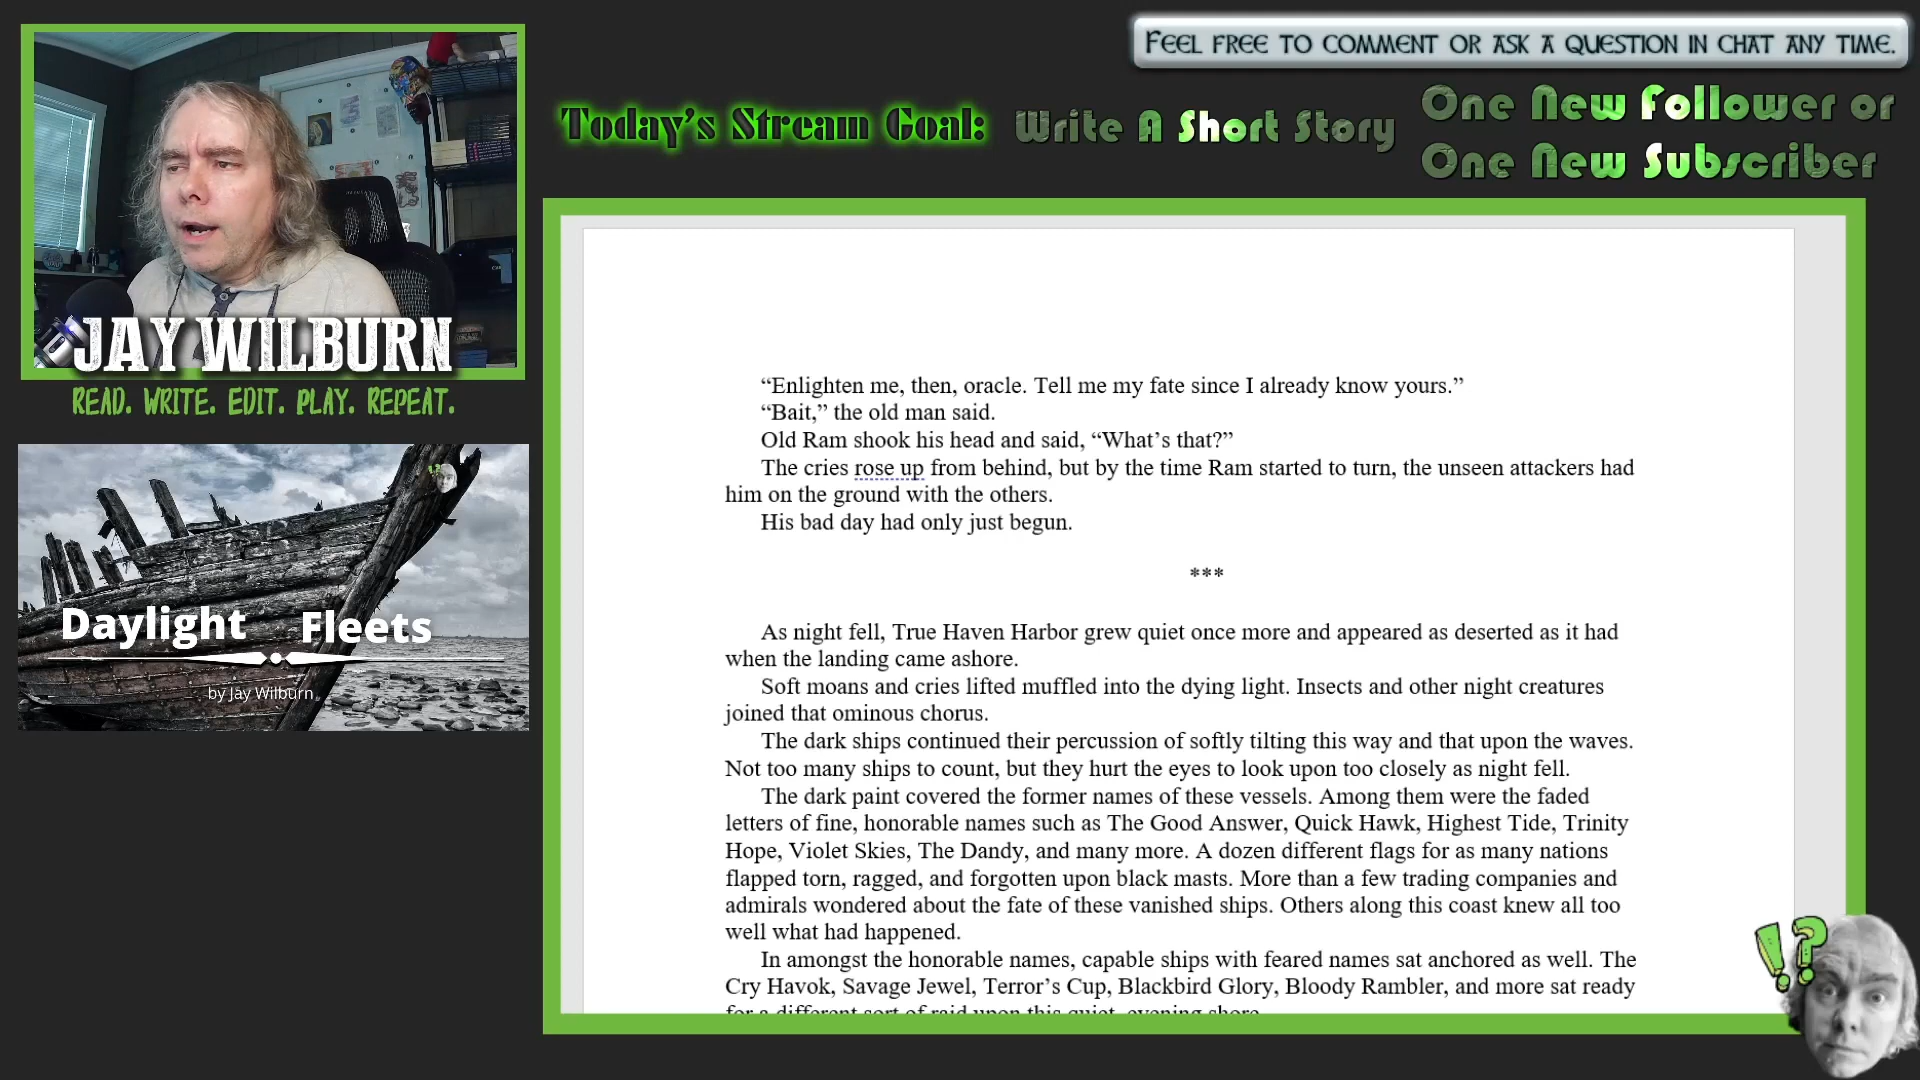 FEEL FREE TO COMMENT OR ASK A QUESTION IN CHAT ANY TIME.
Today's Stream Goal:
Write A Short Story
One New Follower or
One New Subscriber
JAY WILBURN
READ. WRITE. EDIT. PLAY. REPEAT.
Daylight Fleets
by Jay Wilburn
“Enlighten me, then, oracle. Tell me my fate since I already know yours.”
“Bait,” the old man said.
Old Ram shook his head and said, “What’s that?”
The cries rose up from behind, but by the time Ram started to turn, the unseen attackers had
him on the ground with the others.
His bad day had only just begun.
***
As night fell, True Haven Harbor grew quiet once more and appeared as deserted as it had
when the landing came ashore.
Soft moans and cries lifted muffled into the dying light. Insects and other night creatures
joined that ominous chorus.
The dark ships continued their percussion of softly tilting this way and that upon the waves.
Not too many ships to count, but they hurt the eyes to look upon too closely as night fell.
The dark paint covered the former names of these vessels. Among them were the faded
letters of fine, honorable names such as The Good Answer, Quick Hawk, Highest Tide, Trinity
Hope, Violet Skies, The Dandy, and many more. A dozen different flags for as many nations
flapped torn, ragged, and forgotten upon black masts. More than a few trading companies and
admirals wondered about the fate of these vanished ships. Others along this coast knew all too
well what had happened.
In amongst the honorable names, capable ships with feared names sat anchored as well. The
Cry Havok, Savage Jewel, Terror’s Cup, Blackbird Glory, Bloody Rambler, and more sat ready
for a different sort of raid upon this quiet, evening shore.
!?